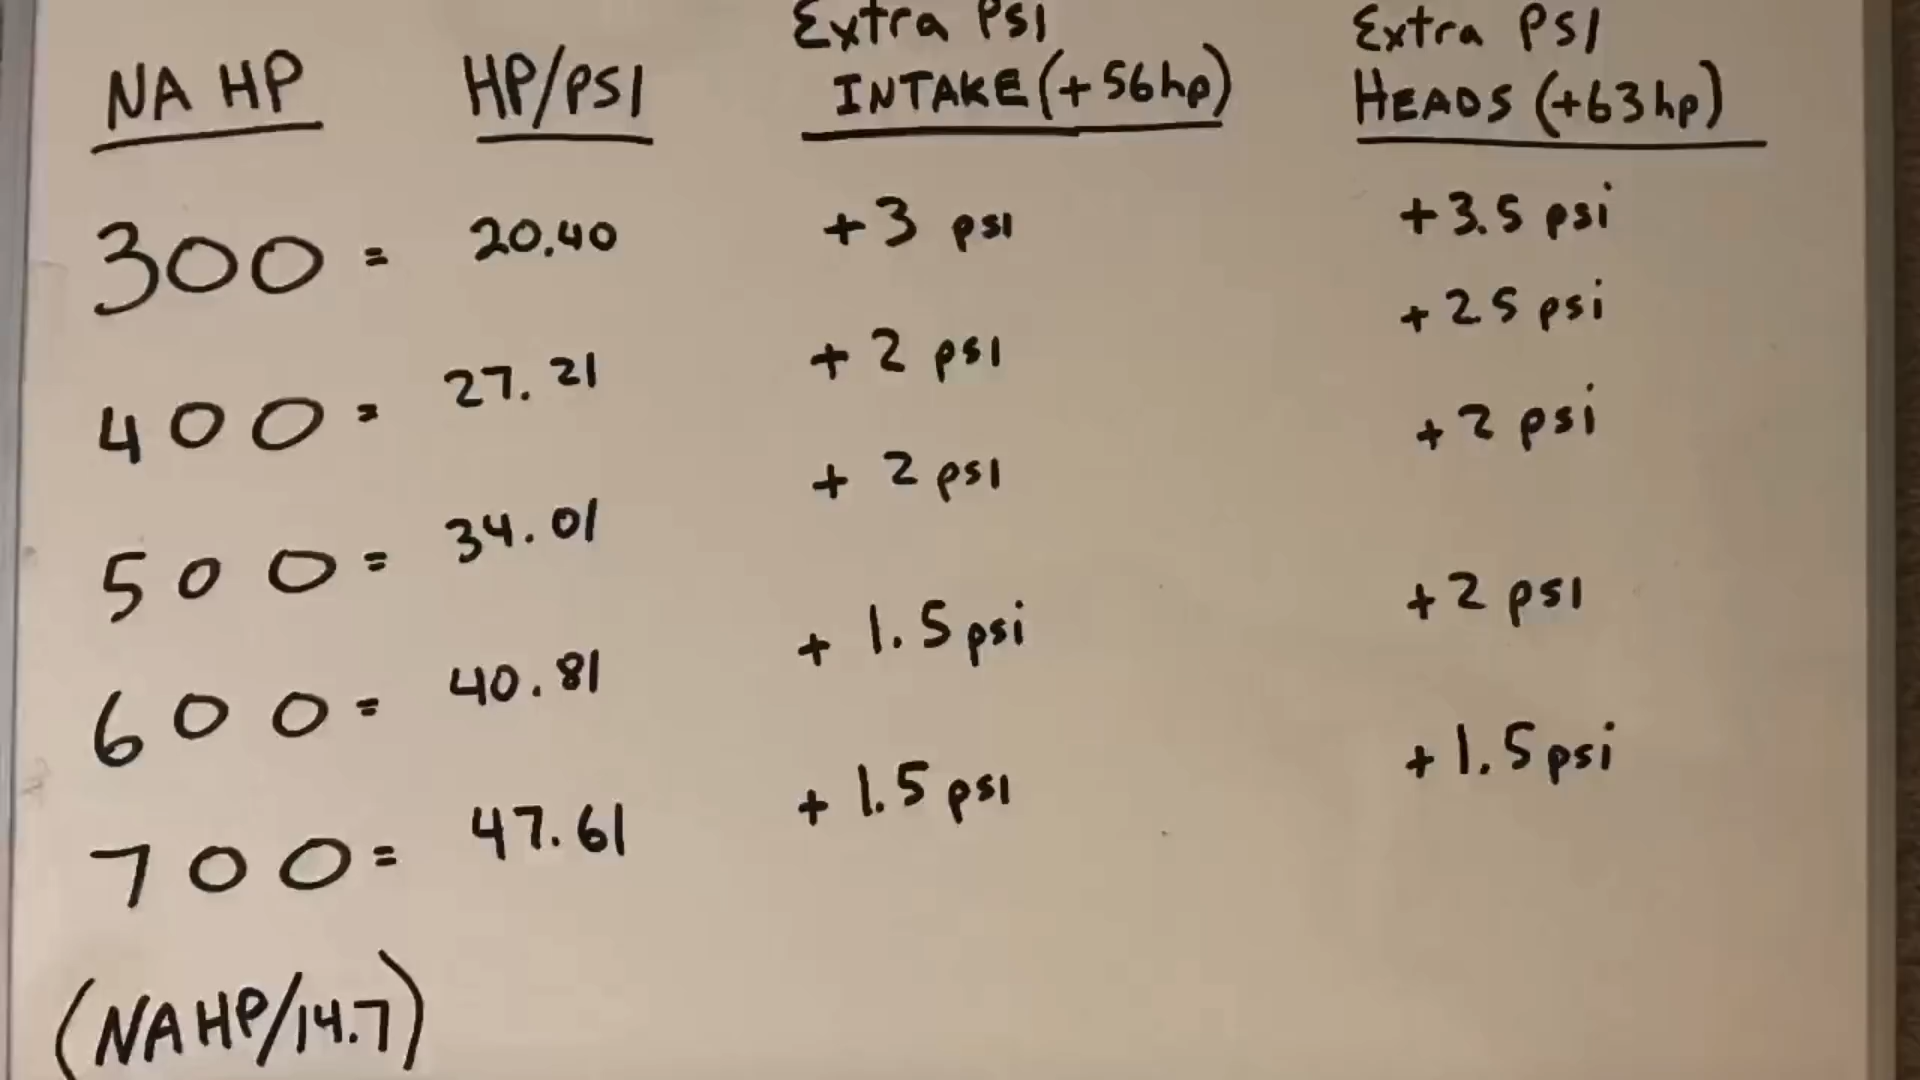 NA HP HP/PSI Extra PSI INTAKE (+56hp) Extra PSI HEADS (+63hp)
300 = 20.40 +3 psi +3.5 psi
400 = 27.21 +2 psi +2.5 psi
500 = 34.01 +2 psi +2 psi
600 = 40.81 +1.5 psi +2 psi
700 = 47.61 +1.5 psi +1.5 psi
(NA HP/14.7)